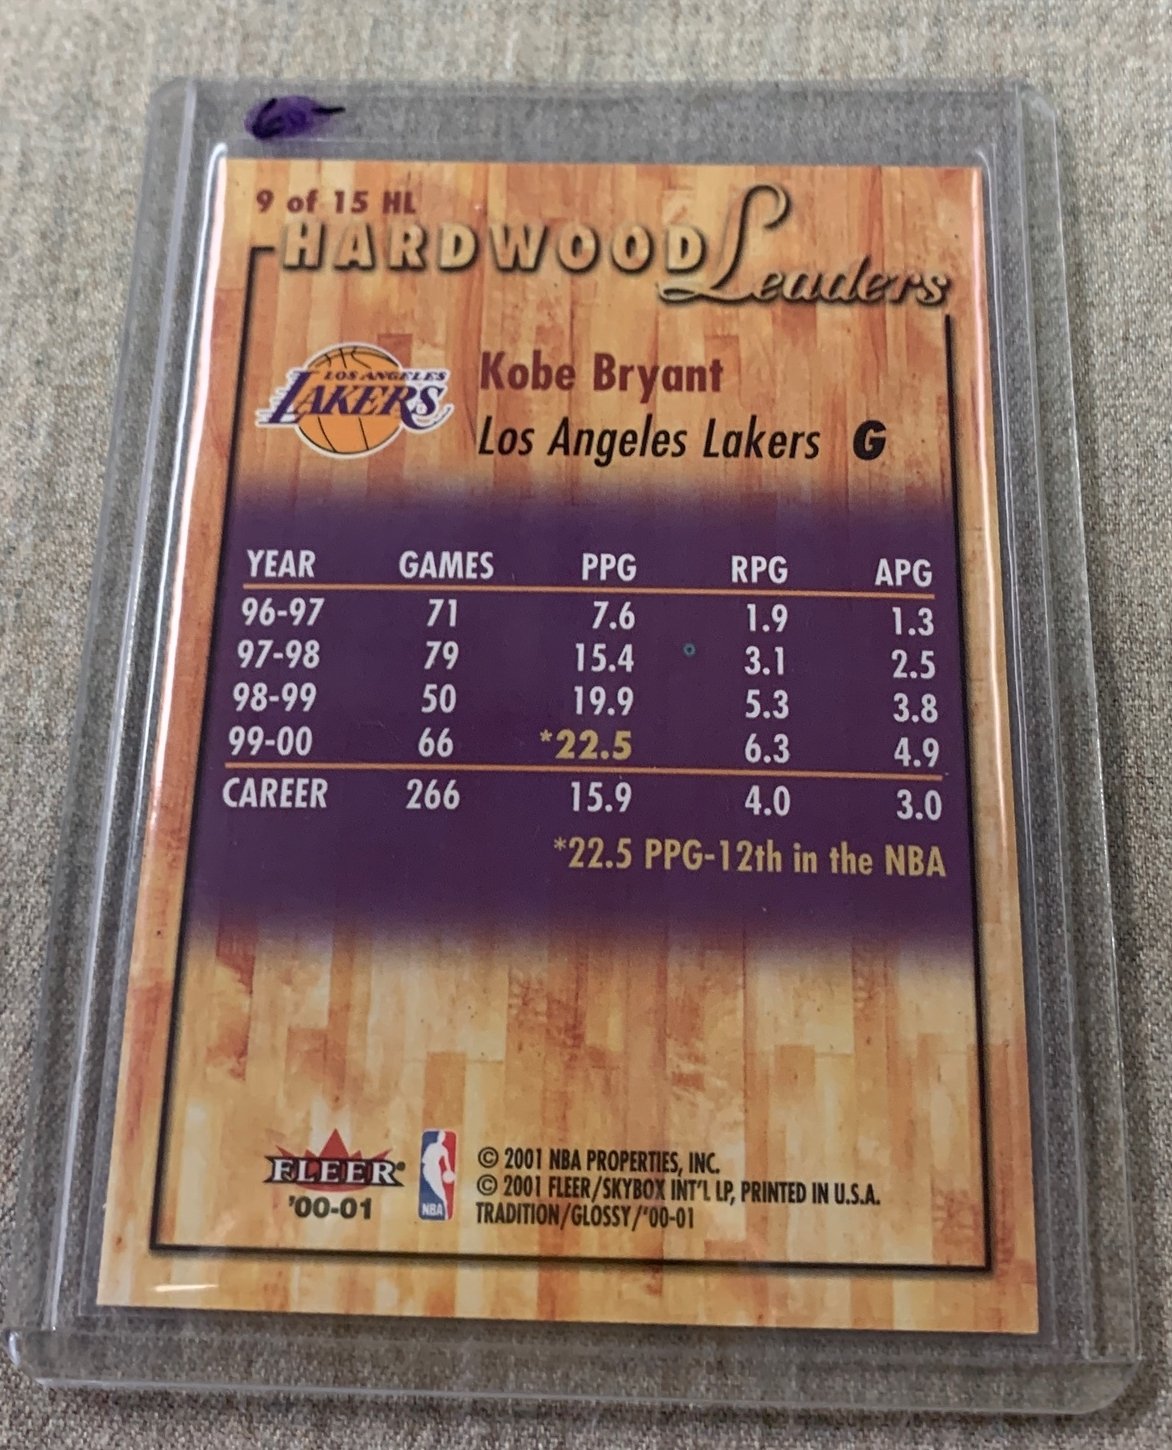 9 of 15 HL
HARDWOOD Leaders
LOS ANGELES
LAKERS
Kobe Bryant
Los Angeles Lakers G
YEAR GAMES PPG RPG APG
96-97 71 7.6 1.9 1.3
97-98 79 15.4 3.1 2.5
98-99 50 19.9 5.3 3.8
99-00 66 *22.5 6.3 4.9
CAREER 266 15.9 4.0 3.0
*22.5 PPG-12th in the NBA
FLEER®
'00-01
NBA
© 2001 NBA PROPERTIES, INC.
© 2001 FLEER/SKYBOX INT'L LP, PRINTED IN U.S.A.
TRADITION/GLOSSY/'00-01